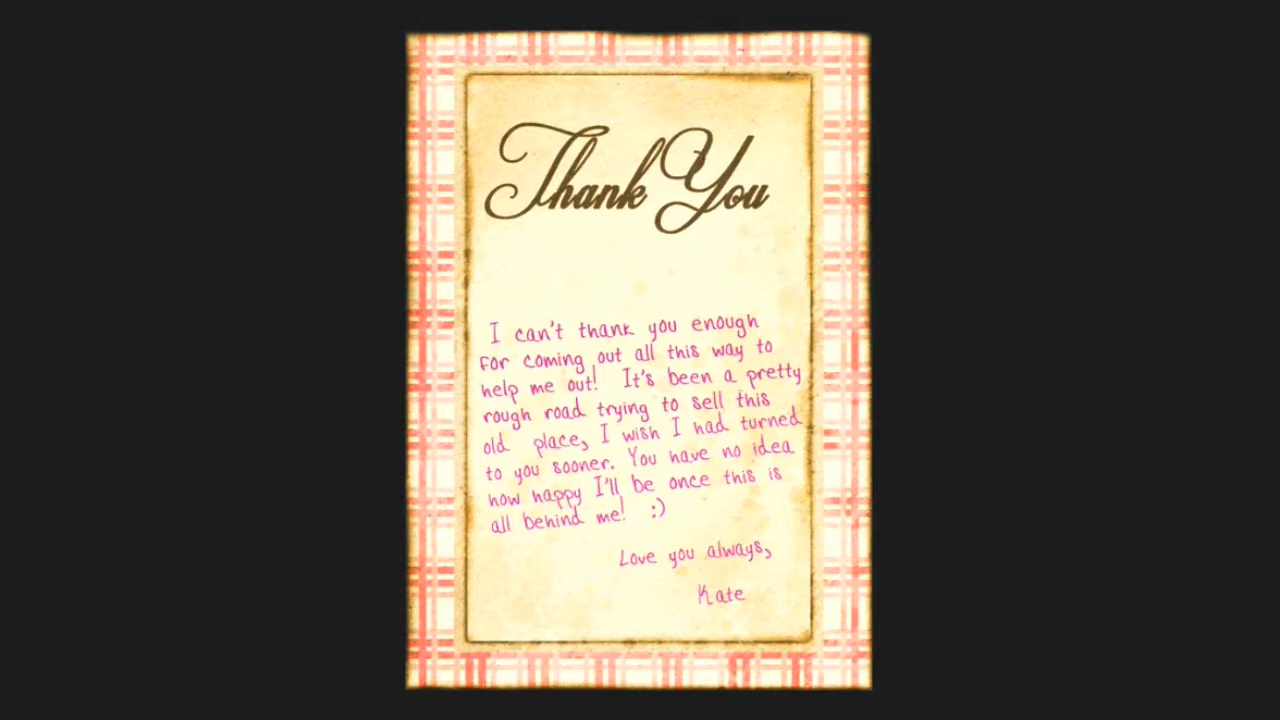 Thank You
I can't thank you enough
for coming out all this way to
help me out! It's been a pretty
rough road trying to sell this
old place, I wish I had turned
to you sooner. You have no idea
how happy I'll be once this is
all behind me! :)
Love you always,
Kate